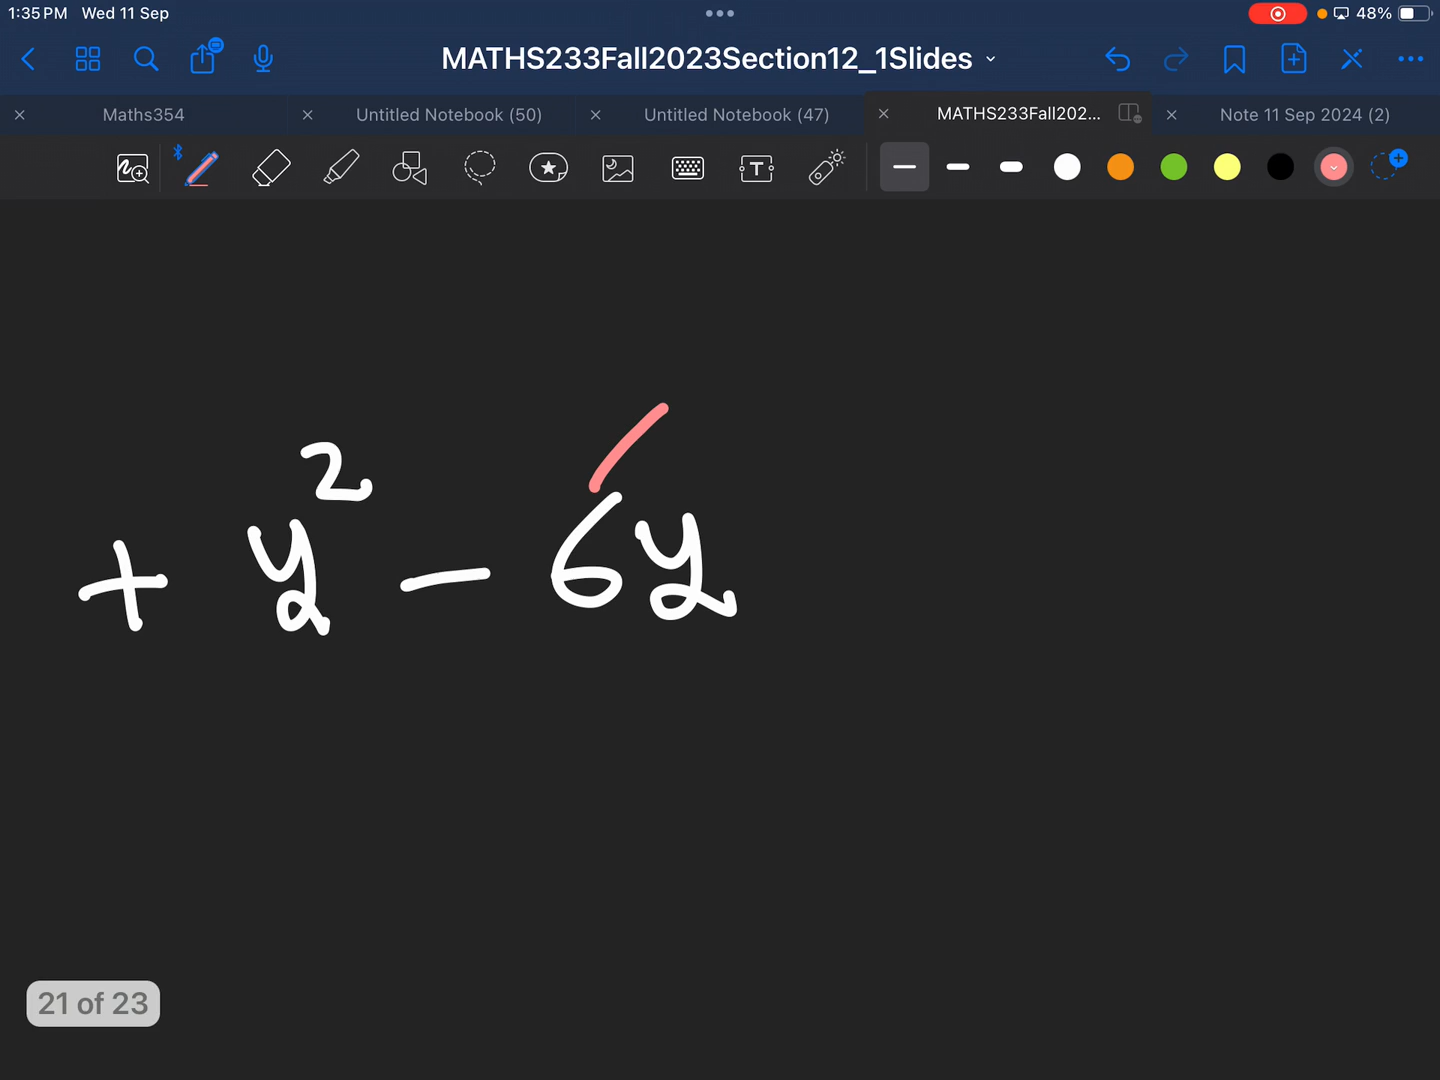 1:35 PM Wed 11 Sep 48%
MATHS233Fall2023Section12_1Slides
Maths354 Untitled Notebook (50) Untitled Notebook (47) MATHS233Fall202... Note 11 Sep 2024 (2)
+ y² - 6y
21 of 23